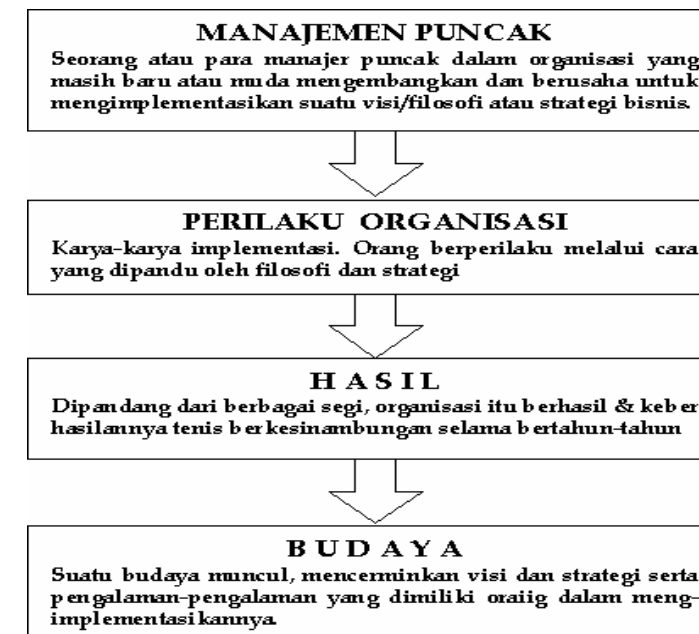 MANAJEMEN PUNCAK
Seorang atau para manajer puncak dalam organisasi yang
masih baru atau muda mengembangkan dan berusaha untuk
mengimplementasikan suatu visi/filosofi atau strategi bisnis.
PERILAKU ORGANISASI
Karya-karya implementasi. Orang berperilaku melalui cara
yang dipandu oleh filosofi dan strategi
H A S I L
Dipandang dari berbagai segi, organisasi itu berhasil & keber
hasilannya tenis berkesinambungan selama bertahun-tahun
B U D A Y A
Suatu budaya muncul, mencerminkan visi dan strategi serta
pengalaman-pengalaman yang dimiliki oraiig dalam meng-
implementasikannya.